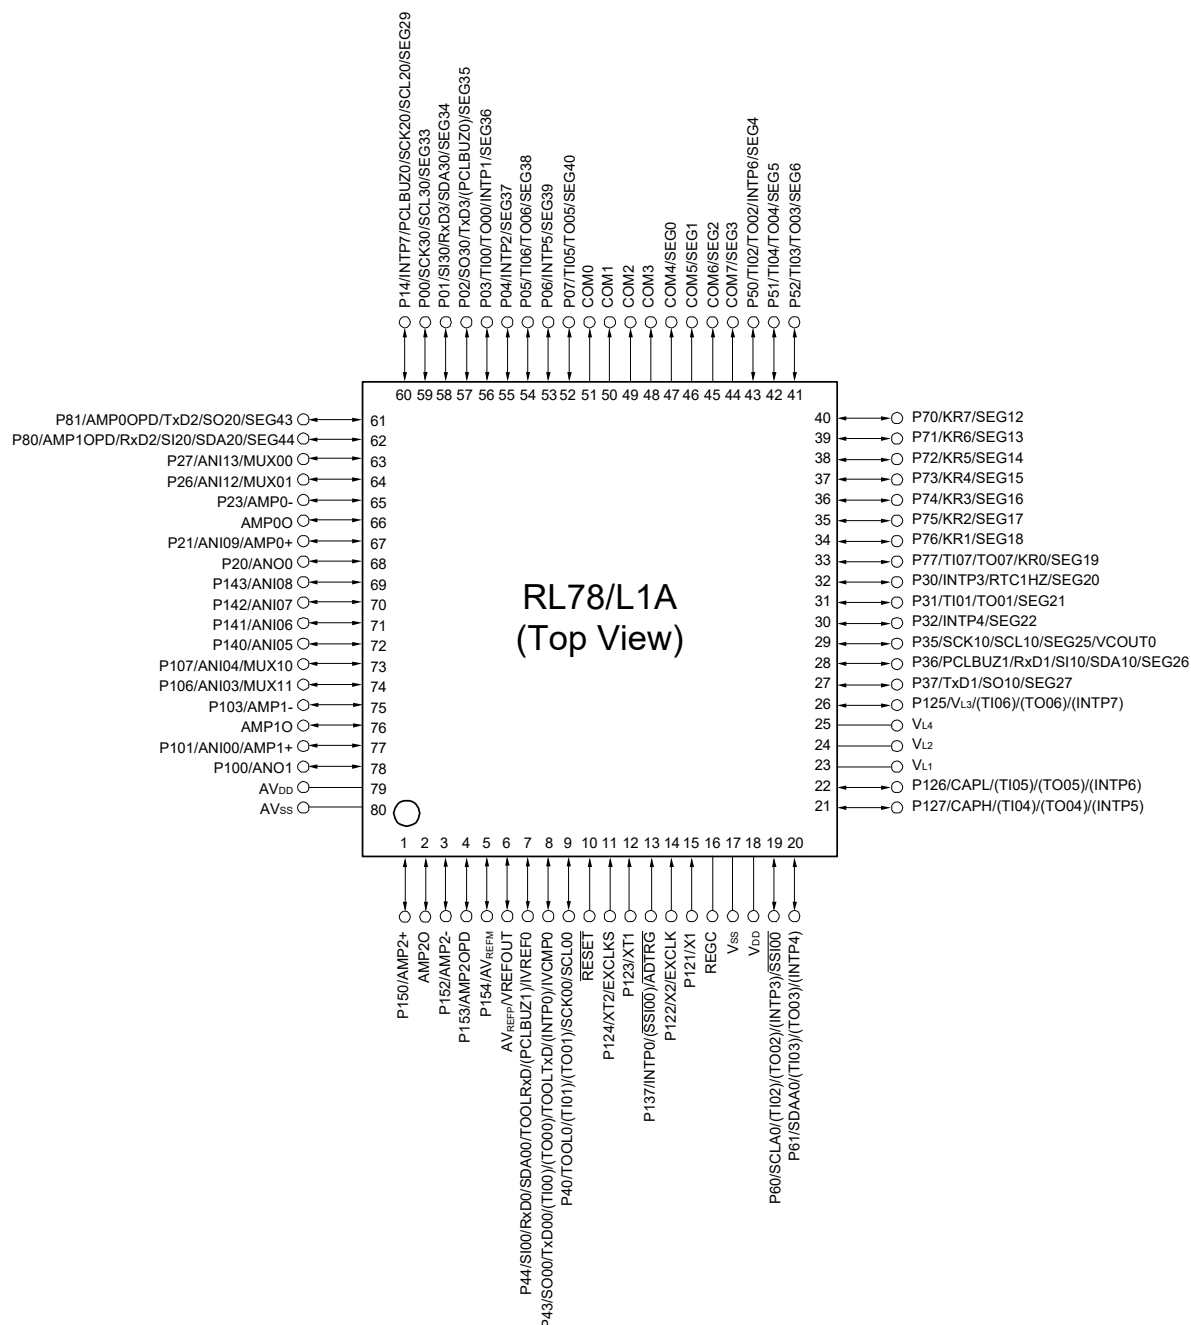 P14/INTP7/PCLBUZ0/SCK20/SCL20/SEG29
P00/SCK30/SCL30/SEG33
P01/SI30/RxD3/SDA30/SEG34
P02/SO30/TxD3/(PCLBUZ0)/SEG35
P03/TI00/TO00/INTP1/SEG36
P04/INTP2/SEG37
P05/TI06/TO06/SEG38
P06/INTP5/SEG39
P07/TI05/TO05/SEG40
COM0
COM1
COM2
COM3
COM4/SEG0
COM5/SEG1
COM6/SEG2
COM7/SEG3
P50/TI02/TO02/INTP6/SEG4
P51/TI04/TO04/SEG5
P52/TI03/TO03/SEG6
60 59 58 57 56 55 54 53 52 51 50 49 48 47 46 45 44 43 42 41
P81/AMP0OPD/TxD2/SO20/SEG43 61
P80/AMP1OPD/RxD2/SI20/SDA20/SEG44 62
P27/ANI13/MUX00 63
P26/ANI12/MUX01 64
P23/AMP0- 65
AMP0O 66
P21/ANI09/AMP0+ 67
P20/ANO0 68
P143/ANI08 69
P142/ANI07 70
P141/ANI06 71
P140/ANI05 72
P107/ANI04/MUX10 73
P106/ANI03/MUX11 74
P103/AMP1- 75
AMP1O 76
P101/ANI00/AMP1+ 77
P100/ANO1 78
AVDD 79
AVSS 80
RL78/L1A
(Top View)
40 P70/KR7/SEG12
39 P71/KR6/SEG13
38 P72/KR5/SEG14
37 P73/KR4/SEG15
36 P74/KR3/SEG16
35 P75/KR2/SEG17
34 P76/KR1/SEG18
33 P77/TI07/TO07/KR0/SEG19
32 P30/INTP3/RTC1HZ/SEG20
31 P31/TI01/TO01/SEG21
30 P32/INTP4/SEG22
29 P35/SCK10/SCL10/SEG25/VCOUT0
28 P36/PCLBUZ1/RxD1/SI10/SDA10/SEG26
27 P37/TxD1/SO10/SEG27
26 P125/VL3/(TI06)/(TO06)/(INTP7)
25 VL4
24 VL2
23 VL1
22 P126/CAPL/(TI05)/(TO05)/(INTP6)
21 P127/CAPH/(TI04)/(TO04)/(INTP5)
1 2 3 4 5 6 7 8 9 10 11 12 13 14 15 16 17 18 19 20
P150/AMP2+
AMP2O
P152/AMP2-
P153/AMP2OPD
P154/AVREFM
AVREFP/VREFOUT
P44/SI00/RxD0/SDA00/TOOLRxD/(PCLBUZ1)/IVREF0
P43/SO00/TxD00/(TI00)/(TO00)/TOOLTxD/(INTP0)/IVCMP0
P40/TOOL0/(TI01)/(TO01)/SCK00/SCL00
RESET
P124/XT2/EXCLKS
P123/XT1
P137/INTP0/(SSI00)/ADTRG
P122/X2/EXCLK
P121/X1
REGC
VSS
VDD
P60/SCLA0/(TI02)/(TO02)/(INTP3)/SSI00
P61/SDAA0/(TI03)/(TO03)/(INTP4)